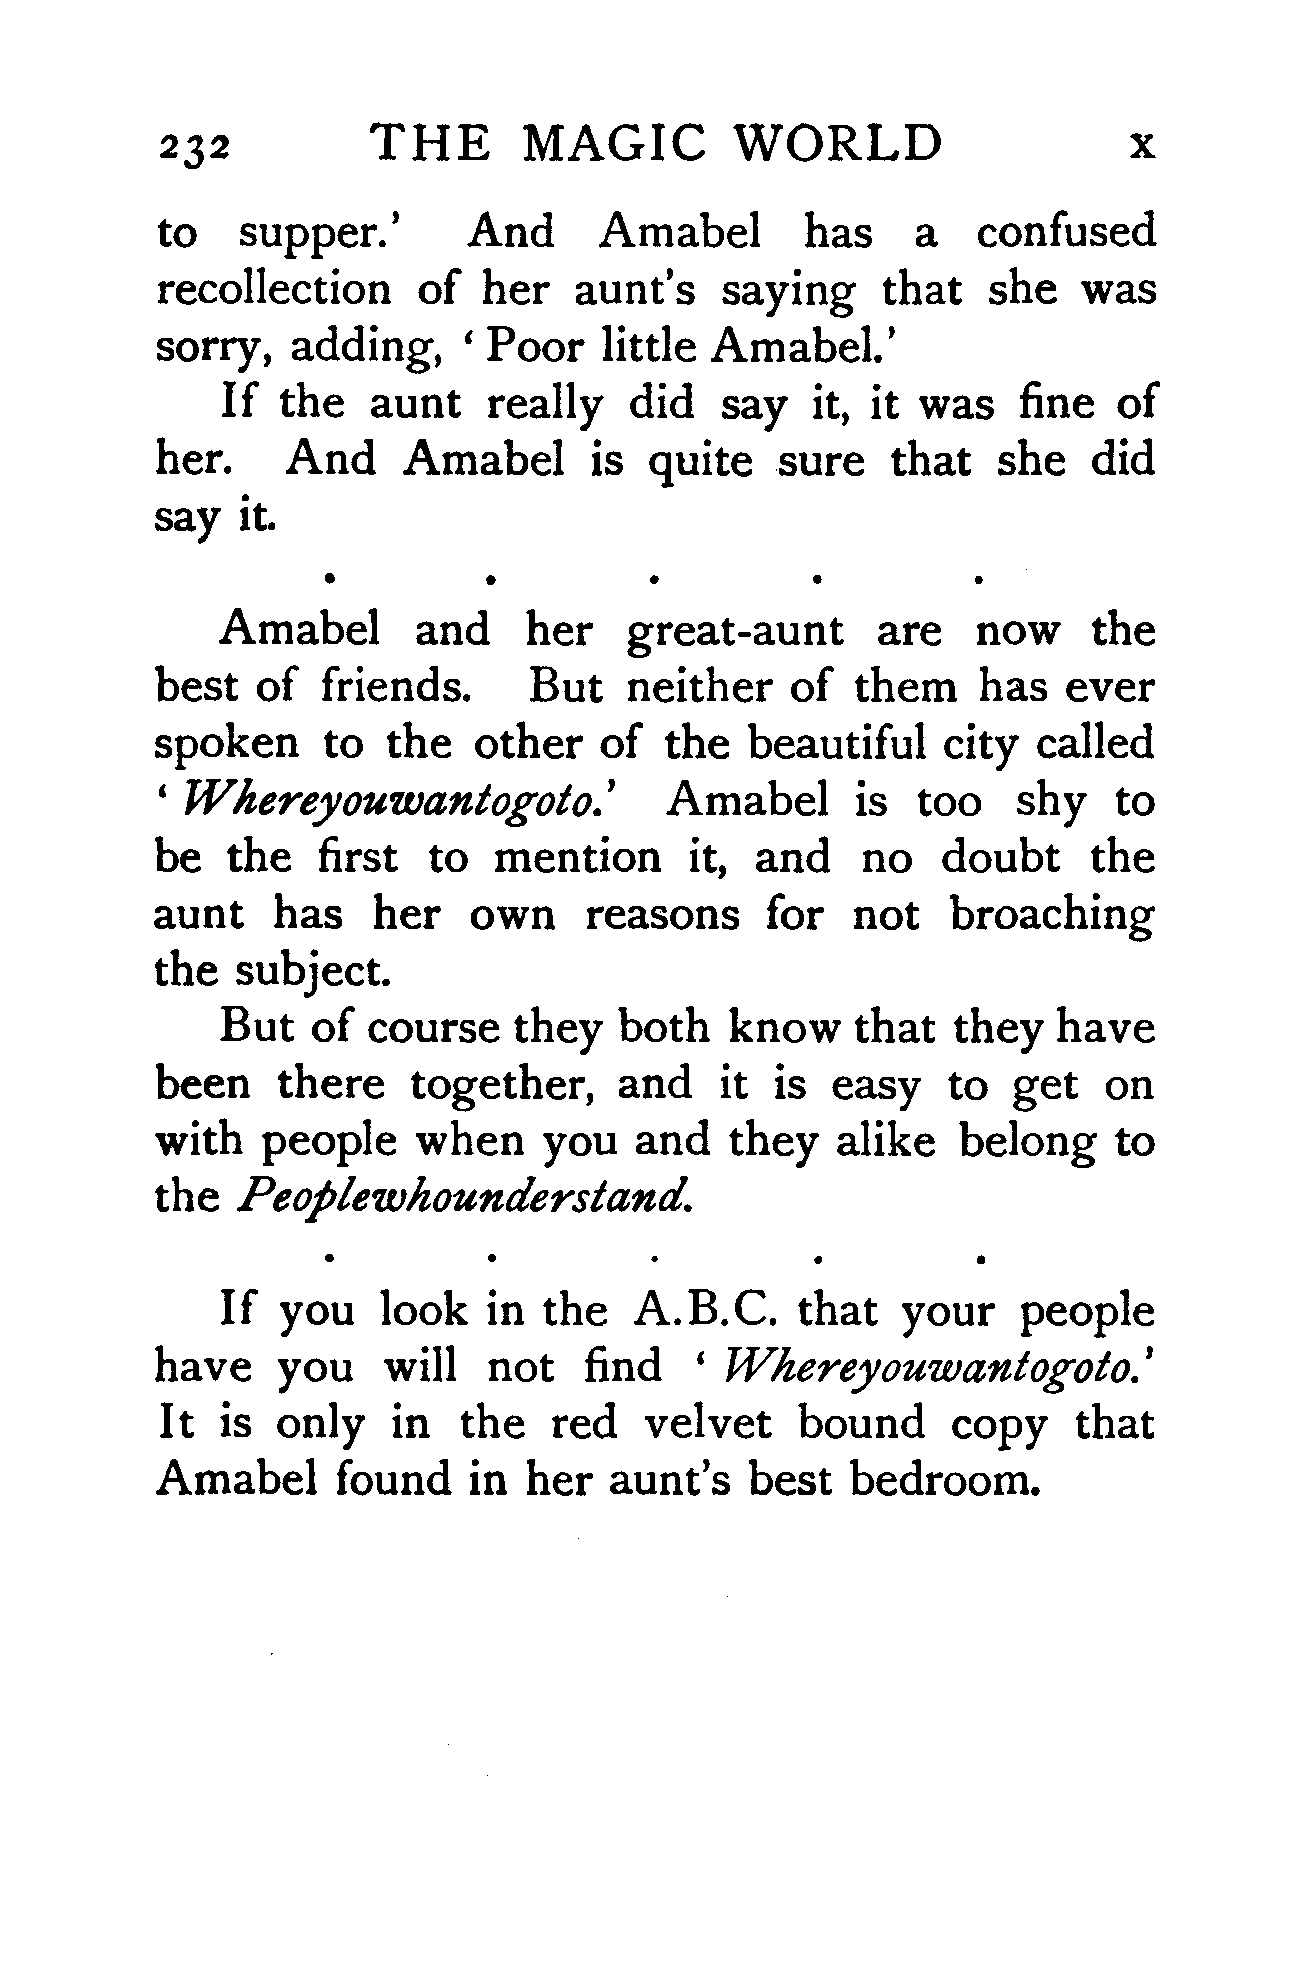 232 THE MAGIC WORLD x
to supper.’ And Amabel has a confused
recollection of her aunt’s saying that she was
sorry, adding, ‘ Poor little Amabel.’
If the aunt really did say it, it was fine of
her. And Amabel is quite sure that she did
say it.
. . . . .
Amabel and her great-aunt are now the
best of friends. But neither of them has ever
spoken to the other of the beautiful city called
‘ Whereyouwantogoto.’ Amabel is too shy to
be the first to mention it, and no doubt the
aunt has her own reasons for not broaching
the subject.
But of course they both know that they have
been there together, and it is easy to get on
with people when you and they alike belong to
the Peoplewhounderstand.
. . . . .
If you look in the A.B.C. that your people
have you will not find ‘ Whereyouwantogoto.’
It is only in the red velvet bound copy that
Amabel found in her aunt’s best bedroom.